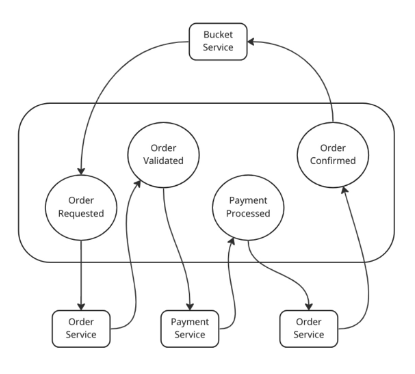 Bucket
Service
Order
Validated
Order
Confirmed
Order
Requested
Payment
Processed
Order
Service
Payment
Service
Order
Service